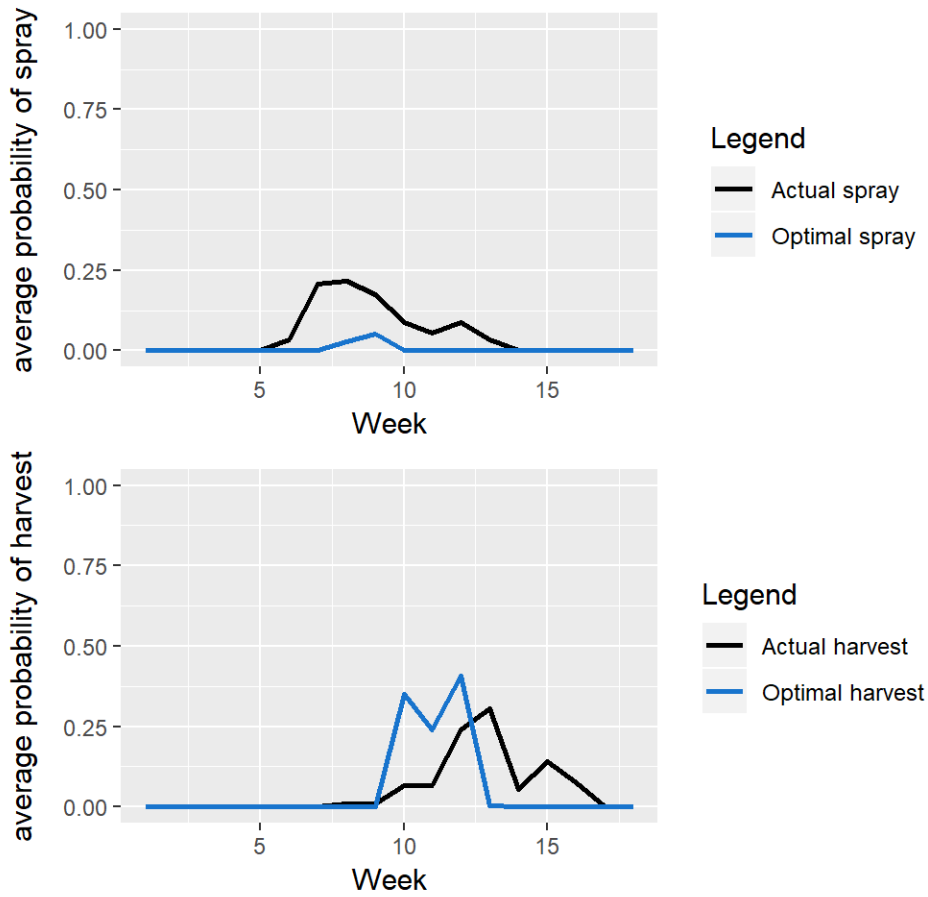 average probability of spray
1.00
0.75
0.50
0.25
0.00
5 10 15
Week
Legend
Actual spray
Optimal spray
average probability of harvest
1.00
0.75
0.50
0.25
0.00
5 10 15
Week
Legend
Actual harvest
Optimal harvest